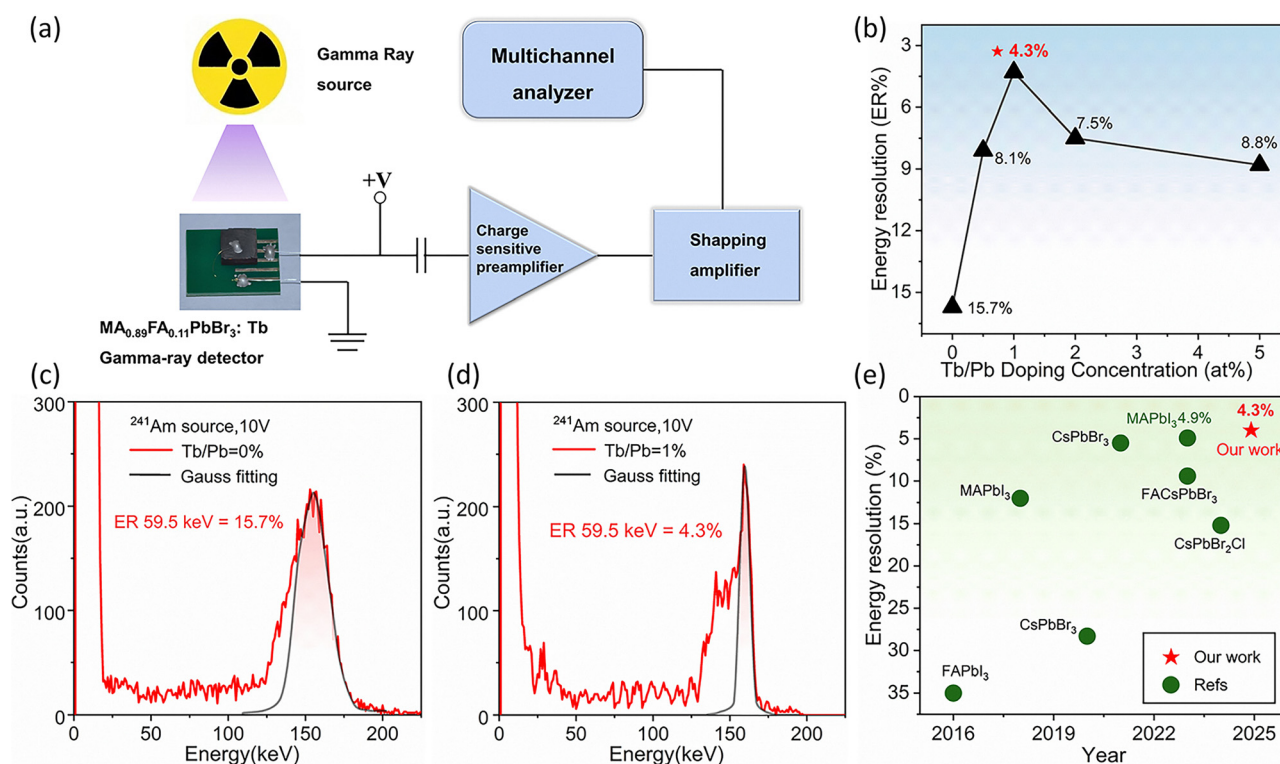 (a)
Gamma Ray
source
Multichannel
analyzer
+V
Charge
sensitive
preamplifier
Shapping
amplifier
MA₀.₈₉FA₀.₁₁PbBr₃: Tb
Gamma-ray detector
(b)
Energy resolution (ER%)
3
6
9
12
15
4.3%
8.1%
7.5%
8.8%
15.7%
0 1 2 3 4 5
Tb/Pb Doping Concentration (at%)
(c)
Counts(a.u.)
300
200
100
0
²⁴¹Am source,10V
Tb/Pb=0%
Gauss fitting
ER 59.5 keV = 15.7%
0 50 100 150 200
Energy(keV)
(d)
Counts(a.u.)
300
200
100
0
²⁴¹Am source,10V
Tb/Pb=1%
Gauss fitting
ER 59.5 keV = 4.3%
0 50 100 150 200
Energy(keV)
(e)
Energy resolution (%)
0
5
10
15
20
25
30
35
MAPbI₃ 4.9%
4.3%
CsPbBr₃
Our work
MAPbI₃
FACsPbBr₃
CsPbBr₂Cl
CsPbBr₃
FAPbI₃
Our work
Refs
2016 2019 2022 2025
Year